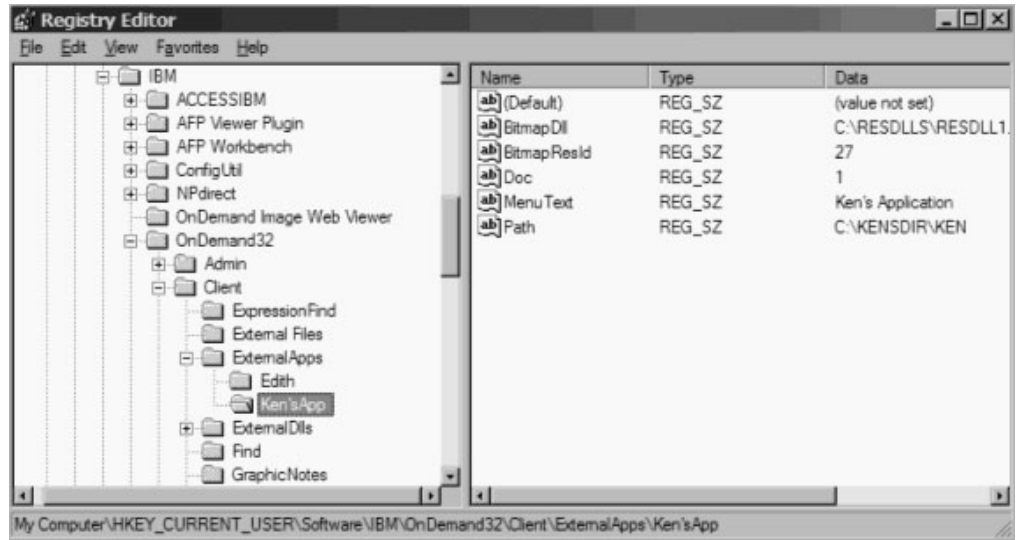 Registry Editor
File Edit View Favorites Help
IBM
ACCESSIBM
AFP Viewer Plugin
AFP Workbench
ConfigUtil
NPdirect
OnDemand Image Web Viewer
OnDemand32
Admin
Client
ExpressionFind
External Files
ExternalApps
Edith
Ken'sApp
ExternalDlls
Find
GraphicNotes
Name Type Data
(Default) REG_SZ (value not set)
BitmapDll REG_SZ C:\RESDLLS\RESDLL1.
BitmapResId REG_SZ 27
Doc REG_SZ 1
MenuText REG_SZ Ken's Application
Path REG_SZ C:\KENSDIR\KEN
My Computer\HKEY_CURRENT_USER\Software\IBM\OnDemand32\Client\ExternalApps\Ken'sApp